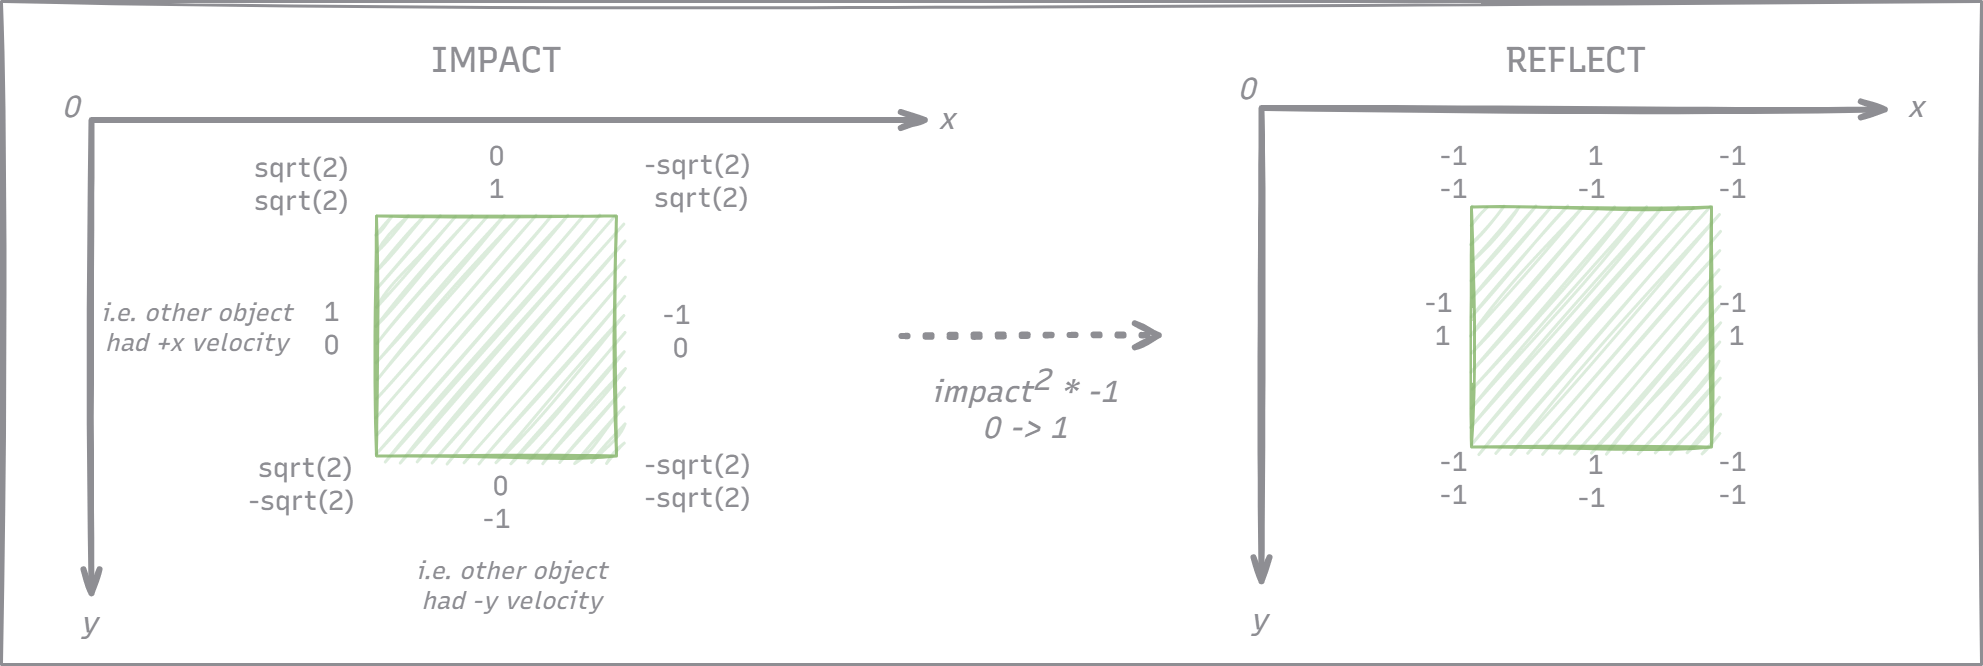 IMPACT
0
x
sqrt(2)
sqrt(2)
0
1
-sqrt(2)
sqrt(2)
i.e. other object
had +x velocity
1
0
-1
0
sqrt(2)
-sqrt(2)
0
-1
-sqrt(2)
-sqrt(2)
i.e. other object
had -y velocity
y
impact² * -1
0 -> 1
REFLECT
0
x
-1
-1
1
-1
-1
-1
-1
1
-1
1
-1
-1
1
-1
-1
-1
y